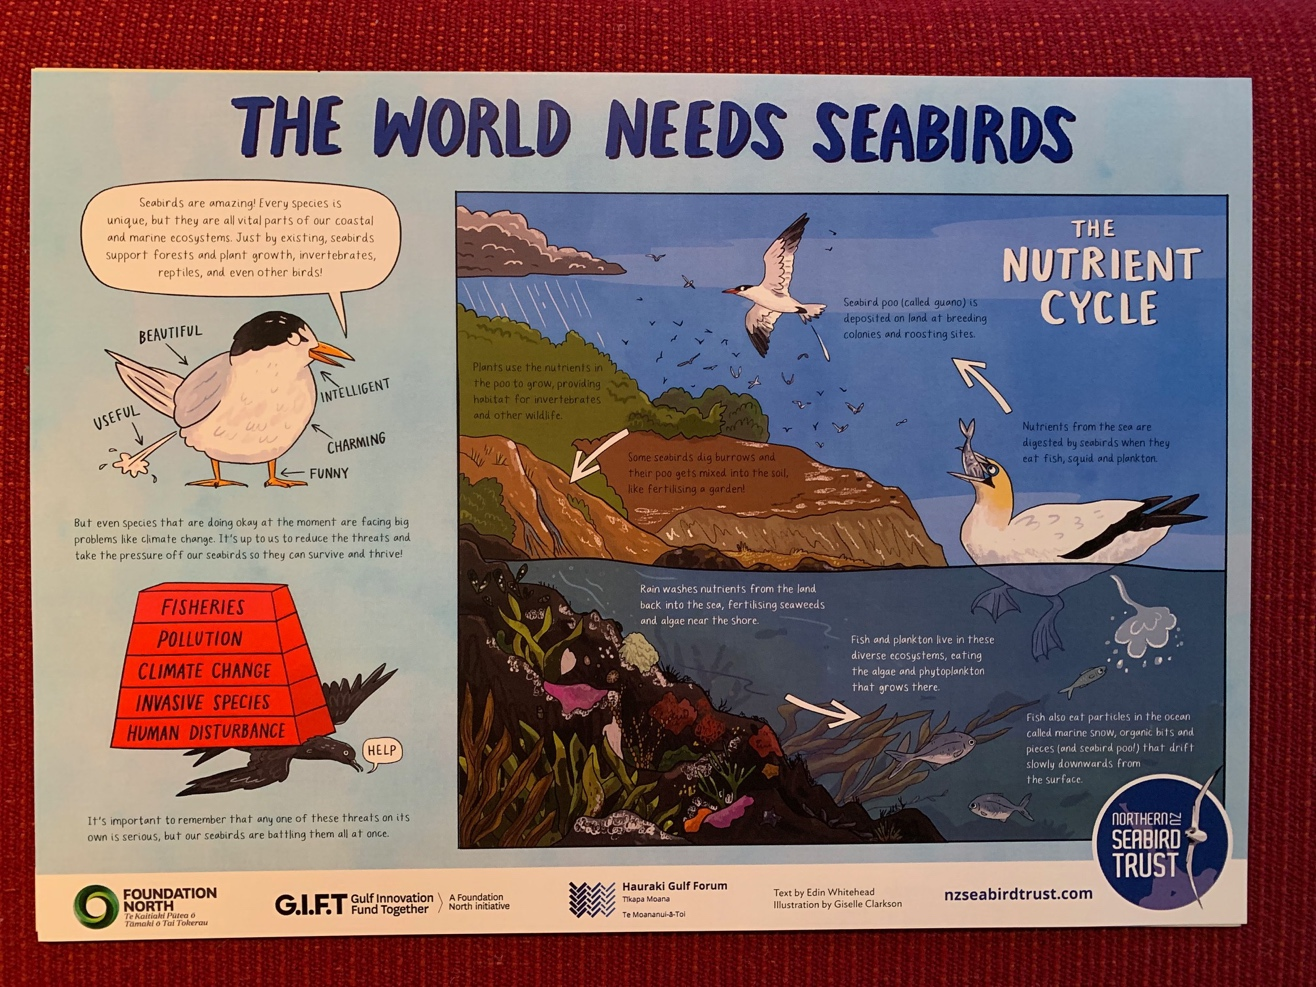 THE WORLD NEEDS SEABIRDS
Seabirds are amazing! Every species is
unique, but they are all vital parts of our coastal
and marine ecosystems. Just by existing, seabirds
support forests and plant growth, invertebrates,
reptiles, and even other birds!
BEAUTIFUL
INTELLIGENT
USEFUL
CHARMING
FUNNY
But even species that are doing okay at the moment are facing big
problems like climate change. It's up to us to reduce the threats and
take the pressure off our seabirds so they can survive and thrive!
FISHERIES
POLLUTION
CLIMATE CHANGE
INVASIVE SPECIES
HUMAN DISTURBANCE
HELP
It's important to remember that any one of these threats on its
own is serious, but our seabirds are battling them all at once.
THE
NUTRIENT
CYCLE
Seabird poo (called guano) is
deposited on land at breeding
colonies and roosting sites.
Plants use the nutrients in
the poo to grow, providing
habitat for invertebrates
and other wildlife.
Some seabirds dig burrows and
their poo gets mixed into the soil,
like fertilising a garden!
Nutrients from the sea are
digested by seabirds when they
eat fish, squid and plankton.
Rain washes nutrients from the land
back into the sea, fertilising seaweeds
and algae near the shore.
Fish and plankton live in these
diverse ecosystems, eating
the algae and phytoplankton
that grows there.
Fish also eat particles in the ocean
called marine snow, organic bits and
pieces (and seabird poo!) that drift
slowly downwards from
the surface.
NORTHERN NZ
SEABIRD
TRUST
FOUNDATION
NORTH
Te Kaitiaki Pūtea ō
Tāmaki ō Tai Tokerau
G.I.F.T Gulf Innovation
Fund Together
A Foundation
North initiative
Hauraki Gulf Forum
Tīkapa Moana
Te Moananui-ā-Toi
Text by Edin Whitehead
Illustration by Giselle Clarkson
nzseabirdtrust.com